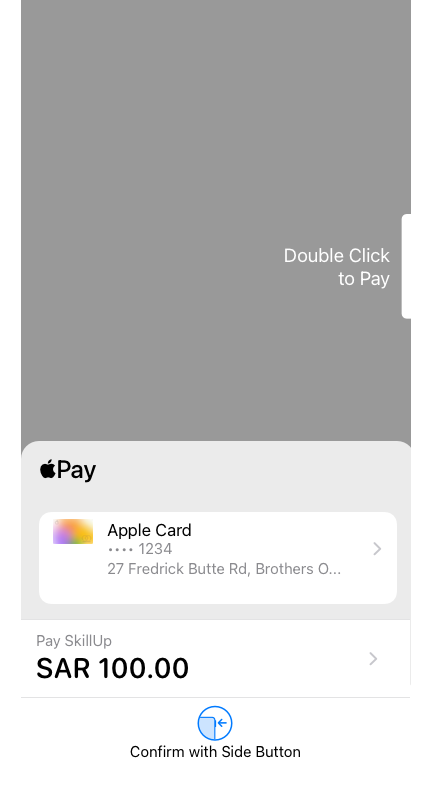 Double Click
to Pay
Pay
Apple Card
•••• 1234
27 Fredrick Butte Rd, Brothers O...
Pay SkillUp
SAR 100.00
Confirm with Side Button